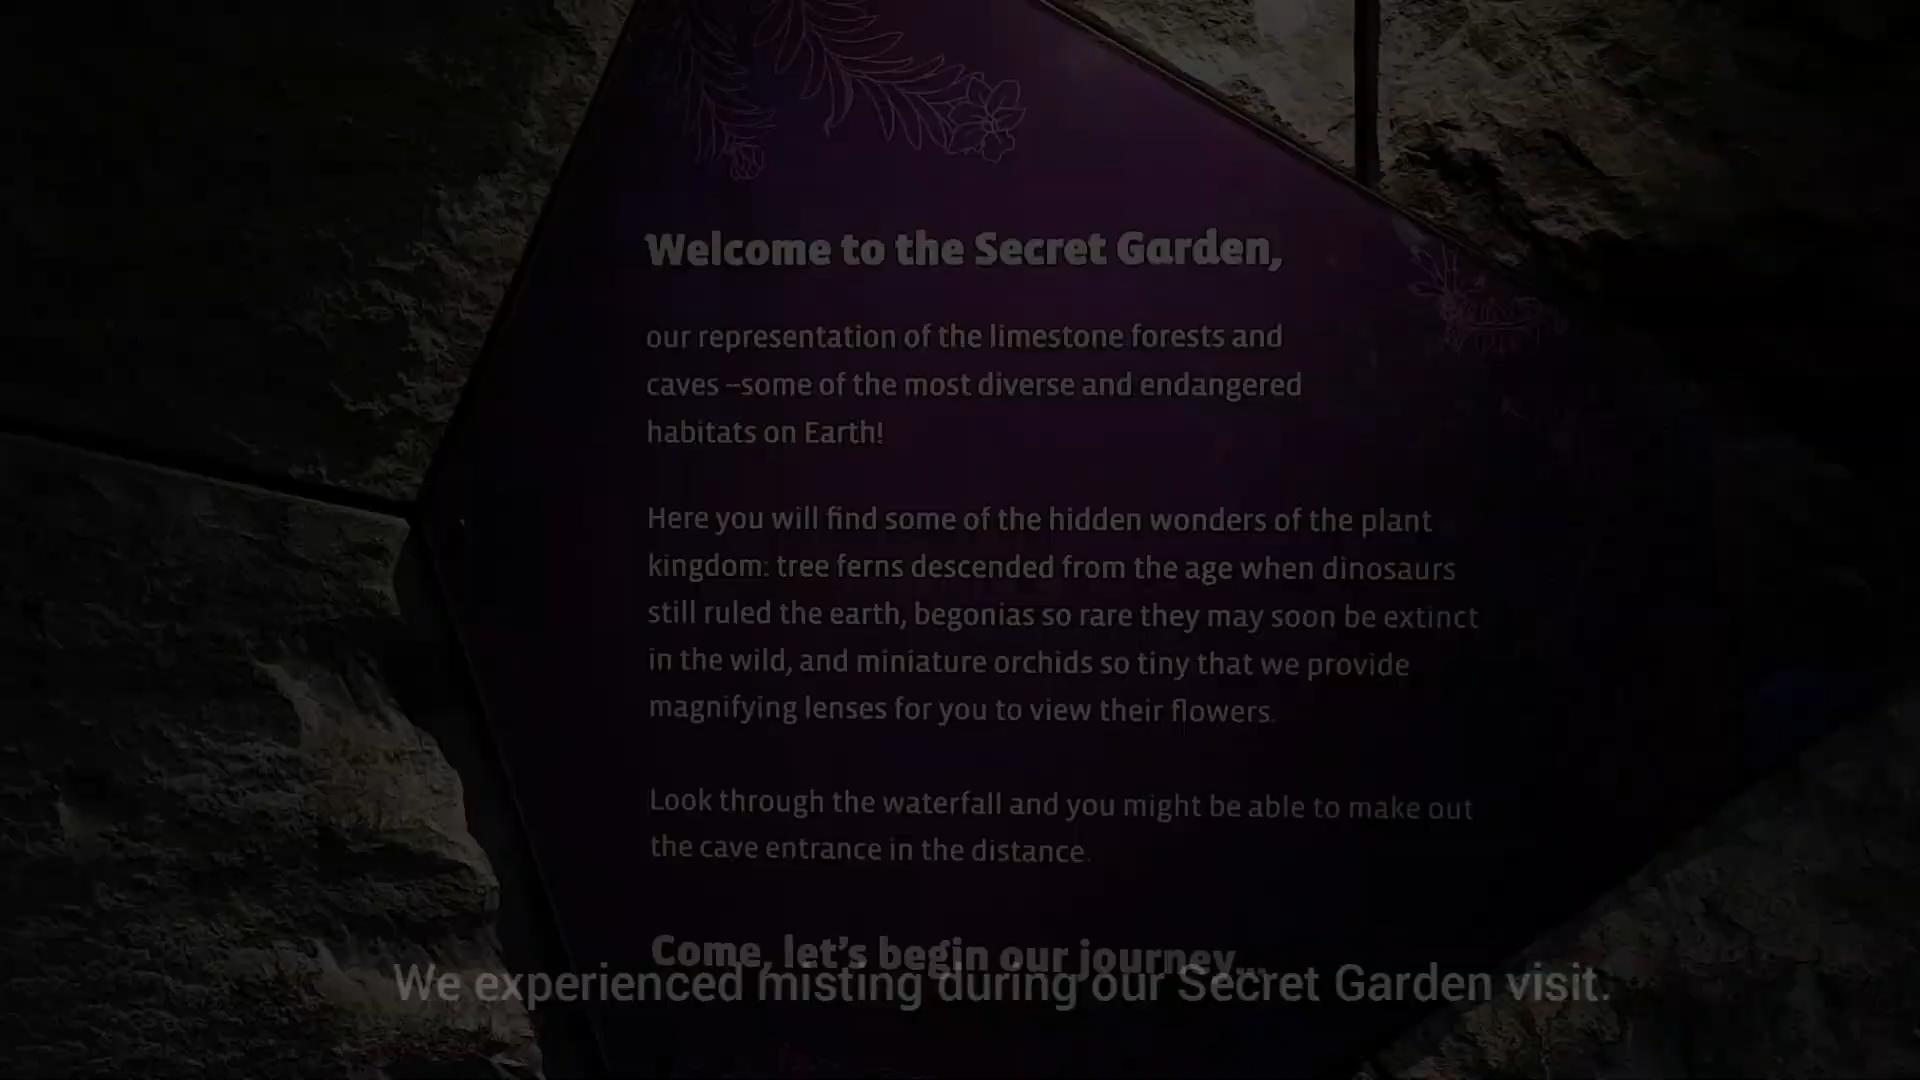 Welcome to the Secret Garden,
our representation of the limestone forests and
caves –some of the most diverse and endangered
habitats on Earth!
Here you will find some of the hidden wonders of the plant
kingdom: tree ferns descended from the age when dinosaurs
still ruled the earth, begonias so rare they may soon be extinct
in the wild, and miniature orchids so tiny that we provide
magnifying lenses for you to view their flowers.
Look through the waterfall and you might be able to make out
the cave entrance in the distance.
Come, let's begin our journey...
We experienced misting during our Secret Garden visit.